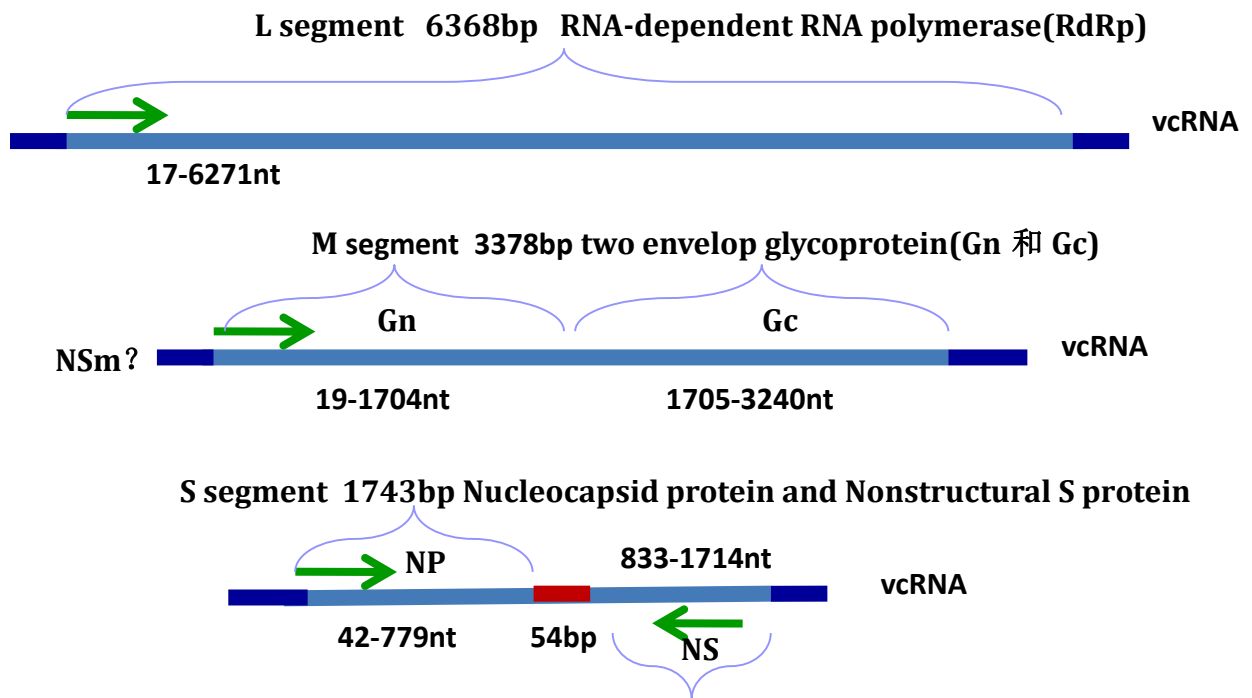 L segment 6368bp RNA-dependent RNA polymerase(RdRp)
vcRNA
17-6271nt
M segment 3378bp two envelop glycoprotein(Gn 和 Gc)
Gn
Gc
NSm？
vcRNA
19-1704nt
1705-3240nt
S segment 1743bp Nucleocapsid protein and Nonstructural S protein
NP
833-1714nt
vcRNA
42-779nt
54bp
NS